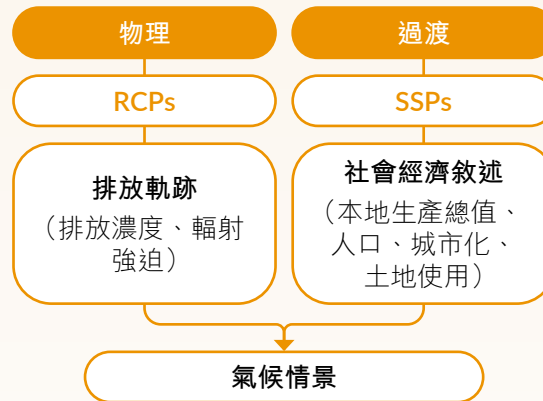 物理
過渡
RCPs
SSPs
排放軌跡
（排放濃度、輻射
強迫）
社會經濟敘述
（本地生產總值、
人口、城市化、
土地使用）
氣候情景